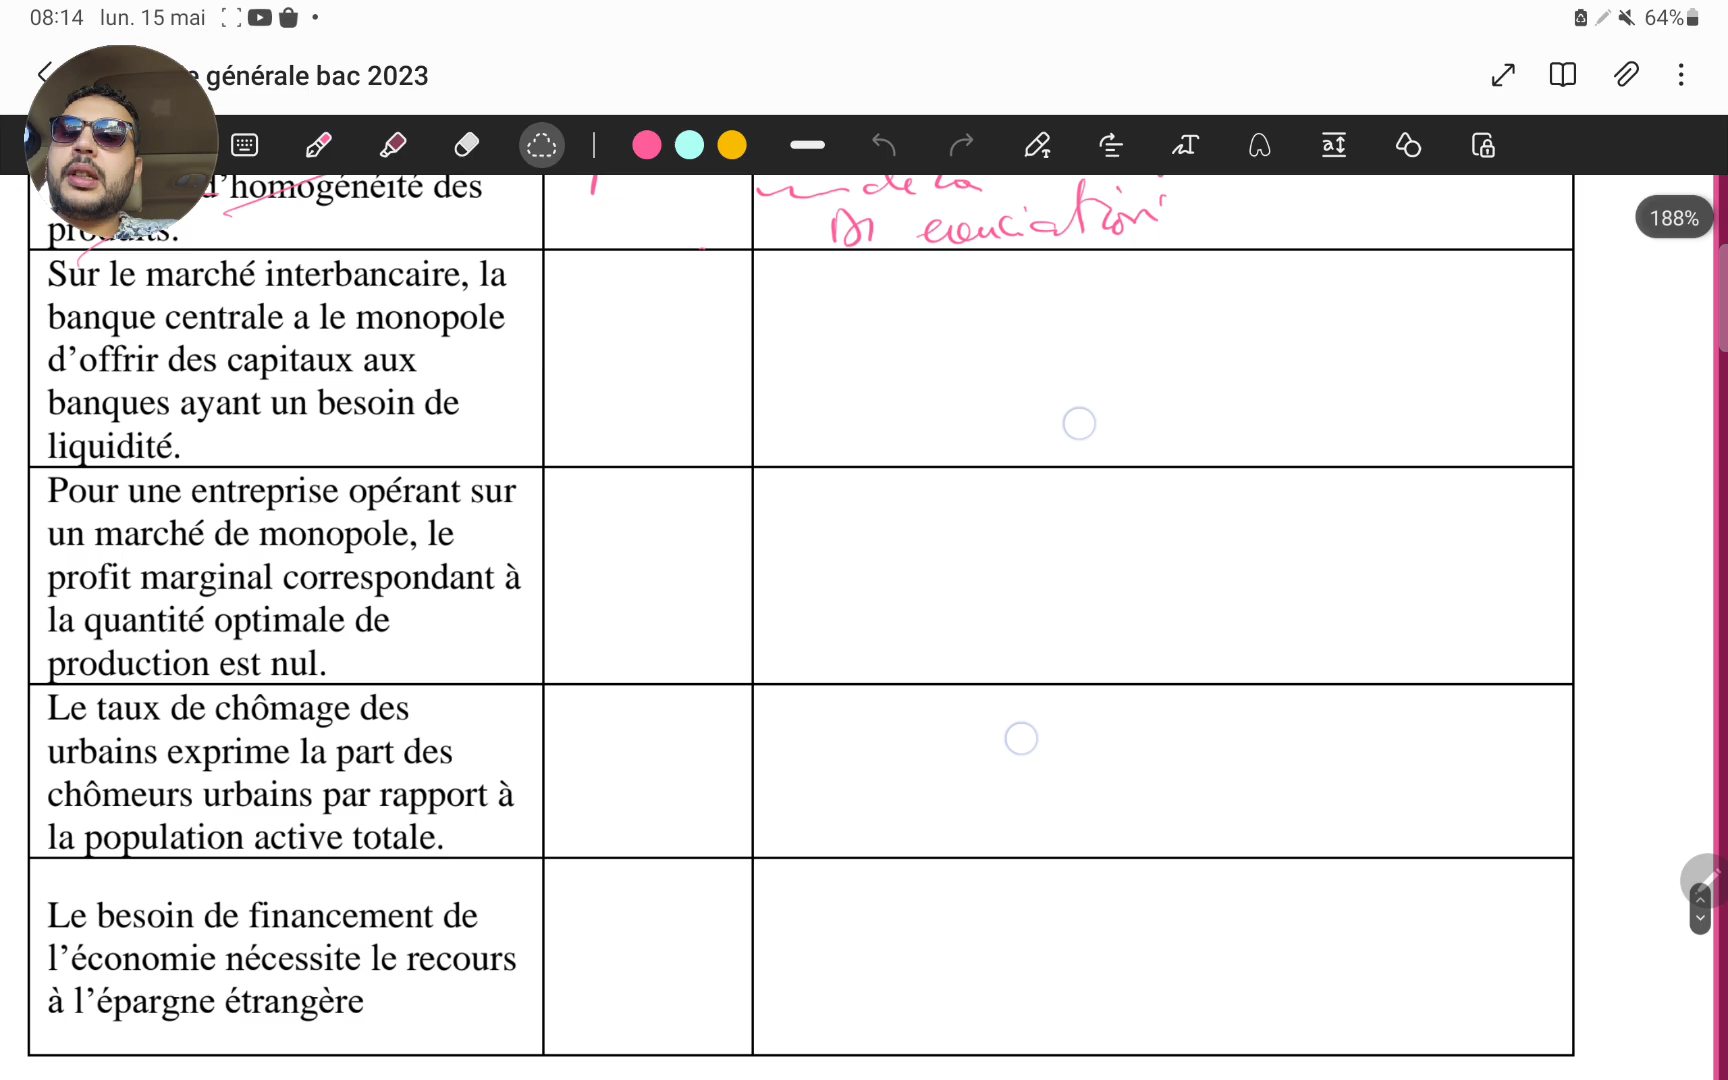 08:14 lun. 15 mai
64%
générale bac 2023
188%
d’homogénéité des
produits.
de la
Sur le marché interbancaire, la
banque centrale a le monopole
d’offrir des capitaux aux
banques ayant un besoin de
liquidité.
Pour une entreprise opérant sur
un marché de monopole, le
profit marginal correspondant à
la quantité optimale de
production est nul.
Le taux de chômage des
urbains exprime la part des
chômeurs urbains par rapport à
la population active totale.
Le besoin de financement de
l’économie nécessite le recours
à l’épargne étrangère